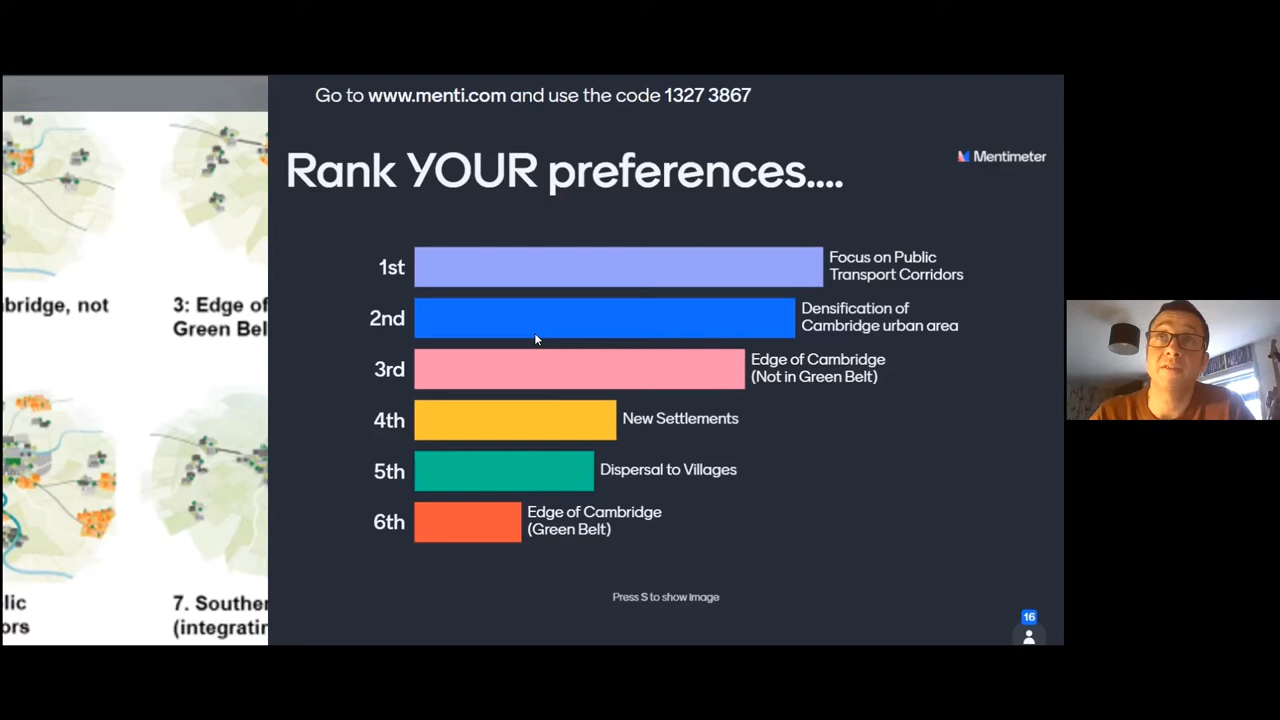 Go to www.menti.com and use the code 1327 3867
Rank YOUR preferences....
Mentimeter
1st
Focus on Public
Transport Corridors
2nd
Densification of
Cambridge urban area
3rd
Edge of Cambridge
(Not in Green Belt)
4th
New Settlements
5th
Dispersal to Villages
6th
Edge of Cambridge
(Green Belt)
Press S to show image
16
bridge, not
3: Edge of
Green Bel
lic
ors
7. Souther
(integratin